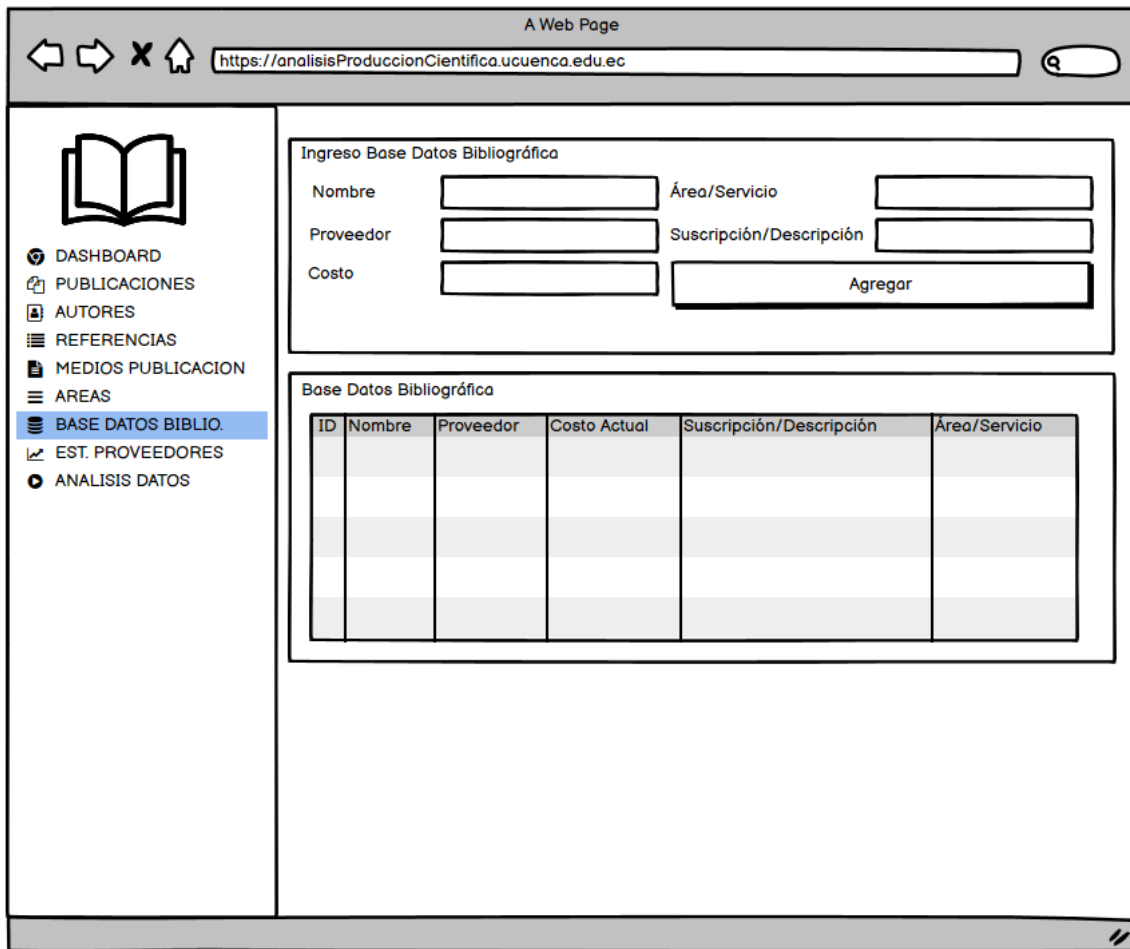 A Web Page
https://analisisProduccionCientifica.ucuenca.edu.ec
DASHBOARD
PUBLICACIONES
AUTORES
REFERENCIAS
MEDIOS PUBLICACION
AREAS
BASE DATOS BIBLIO.
EST. PROVEEDORES
ANALISIS DATOS
Ingreso Base Datos Bibliográfica
Nombre Área/Servicio
Proveedor Suscripción/Descripción
Costo Agregar
Base Datos Bibliográfica
ID Nombre Proveedor Costo Actual Suscripción/Descripción Área/Servicio